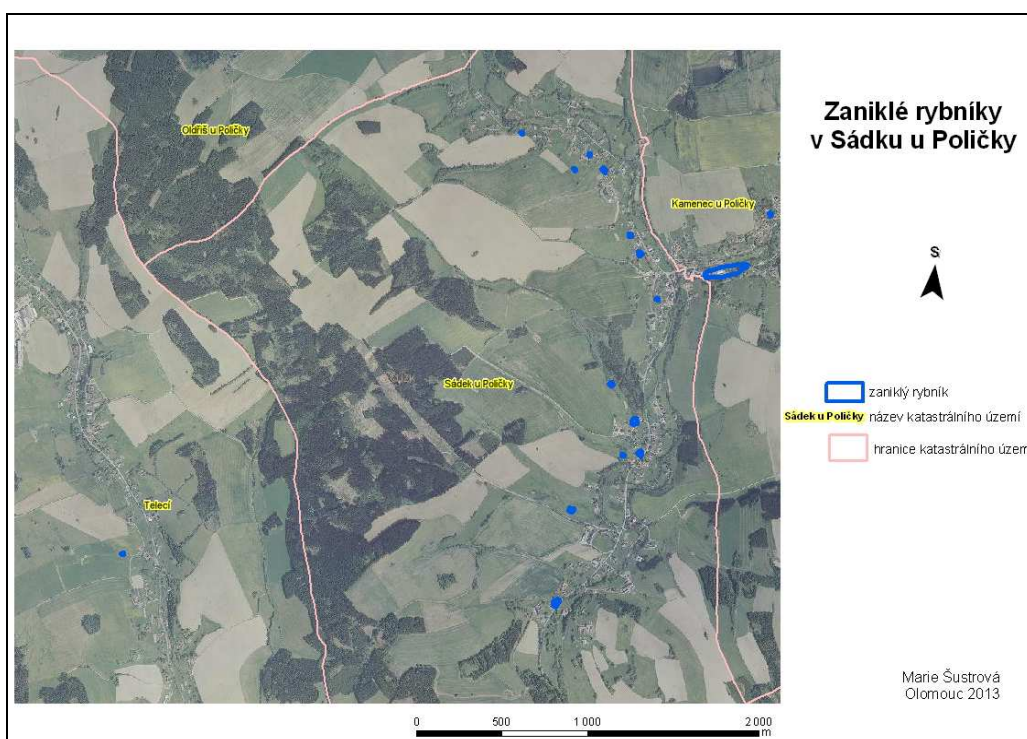 Zaniklé rybníky
v Sádku u Poličky
Oldřiš u Poličky
Kamenec u Poličky
Sádek u Poličky
Telecí
S
zaniklý rybník
Sádek u Poličky název katastrálního území
hranice katastrálního územ
Marie Šustrová
Olomouc 2013
0 500 1 000 2 000
m